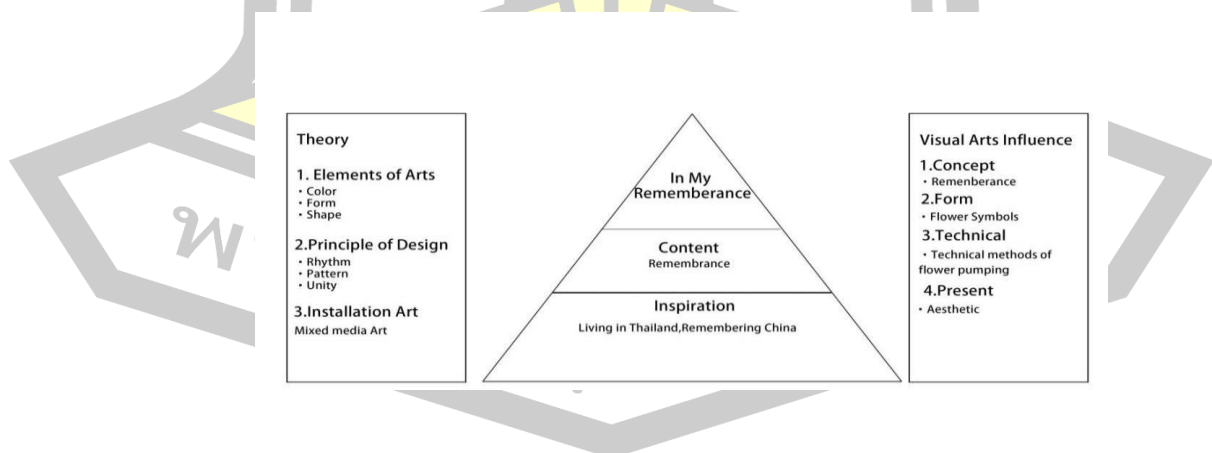 Theory
1. Elements of Arts
• Color
• Form
• Shape
2.Principle of Design
• Rhythm
• Pattern
• Unity
3.Installation Art
Mixed media Art
In My
Rememberance
Content
Remembrance
Inspiration
Living in Thailand,Remembering China
Visual Arts Influence
1.Concept
• Remenberance
2.Form
• Flower Symbols
3.Technical
• Technical methods of
flower pumping
4.Present
• Aesthetic